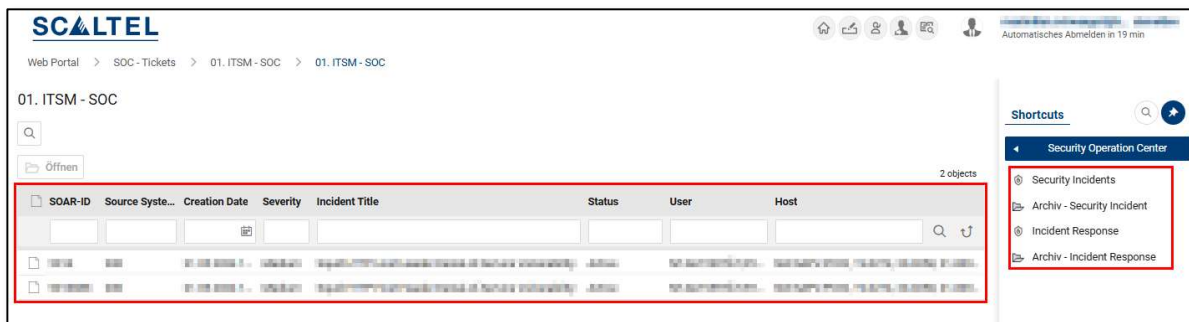 SCALTEL
Automatisches Abmelden in 19 min
Web Portal > SOC - Tickets > 01. ITSM - SOC > 01. ITSM - SOC
01. ITSM - SOC
Öffnen
2 objects
SOAR-ID Source Syste... Creation Date Severity Incident Title Status User Host
Shortcuts
Security Operation Center
Security Incidents
Archiv - Security Incident
Incident Response
Archiv - Incident Response